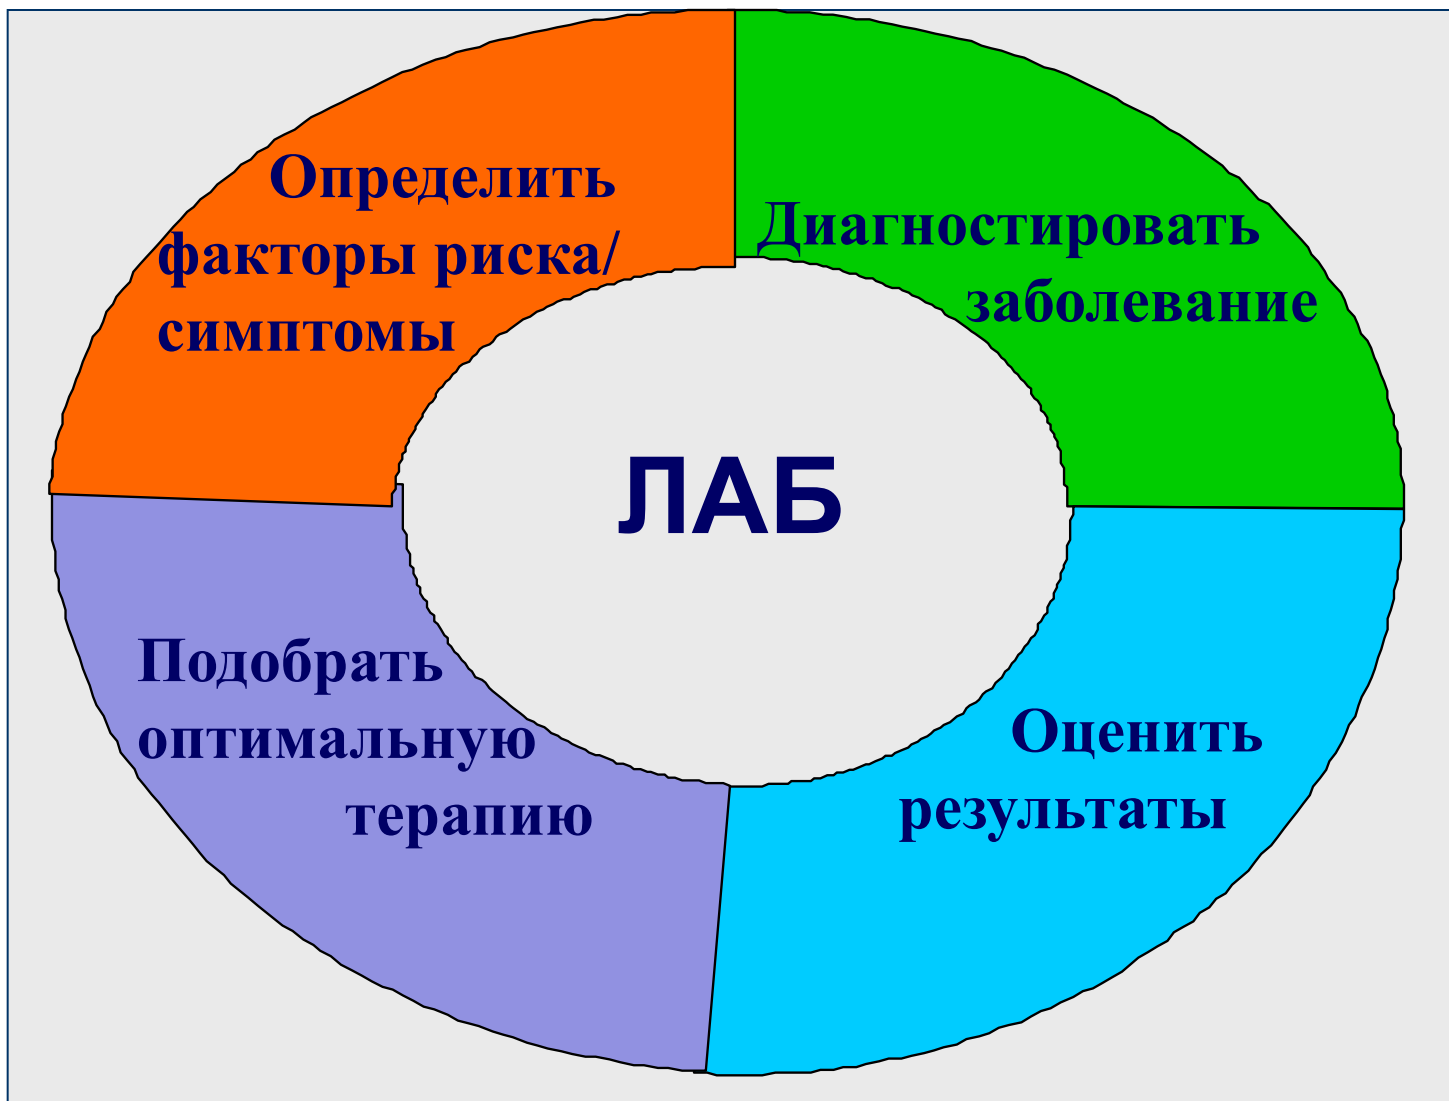 Определить
факторы риска/
симптомы
Диагностировать
заболевание
ЛАБ
Подобрать
оптимальную
терапию
Оценить
результаты